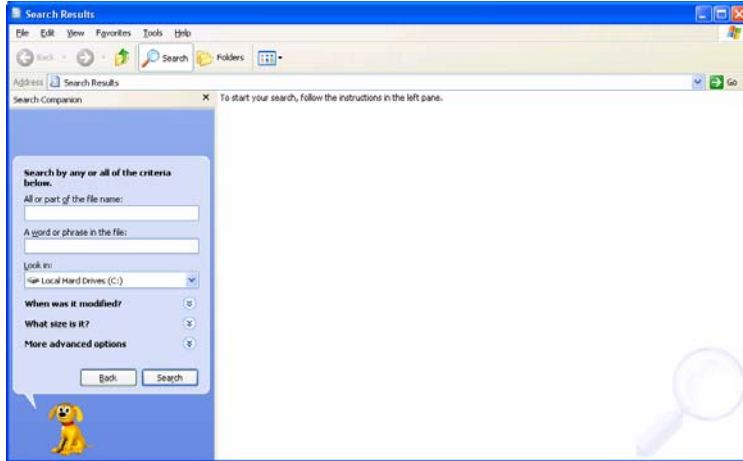 Search Results
File Edit View Favorites Tools Help
Back Search Folders
Address Search Results Go
Search Companion
To start your search, follow the instructions in the left pane.
Search by any or all of the criteria
below.
All or part of the file name:
A word or phrase in the file:
Look in:
Local Hard Drives (C:)
When was it modified?
What size is it?
More advanced options
Back Search